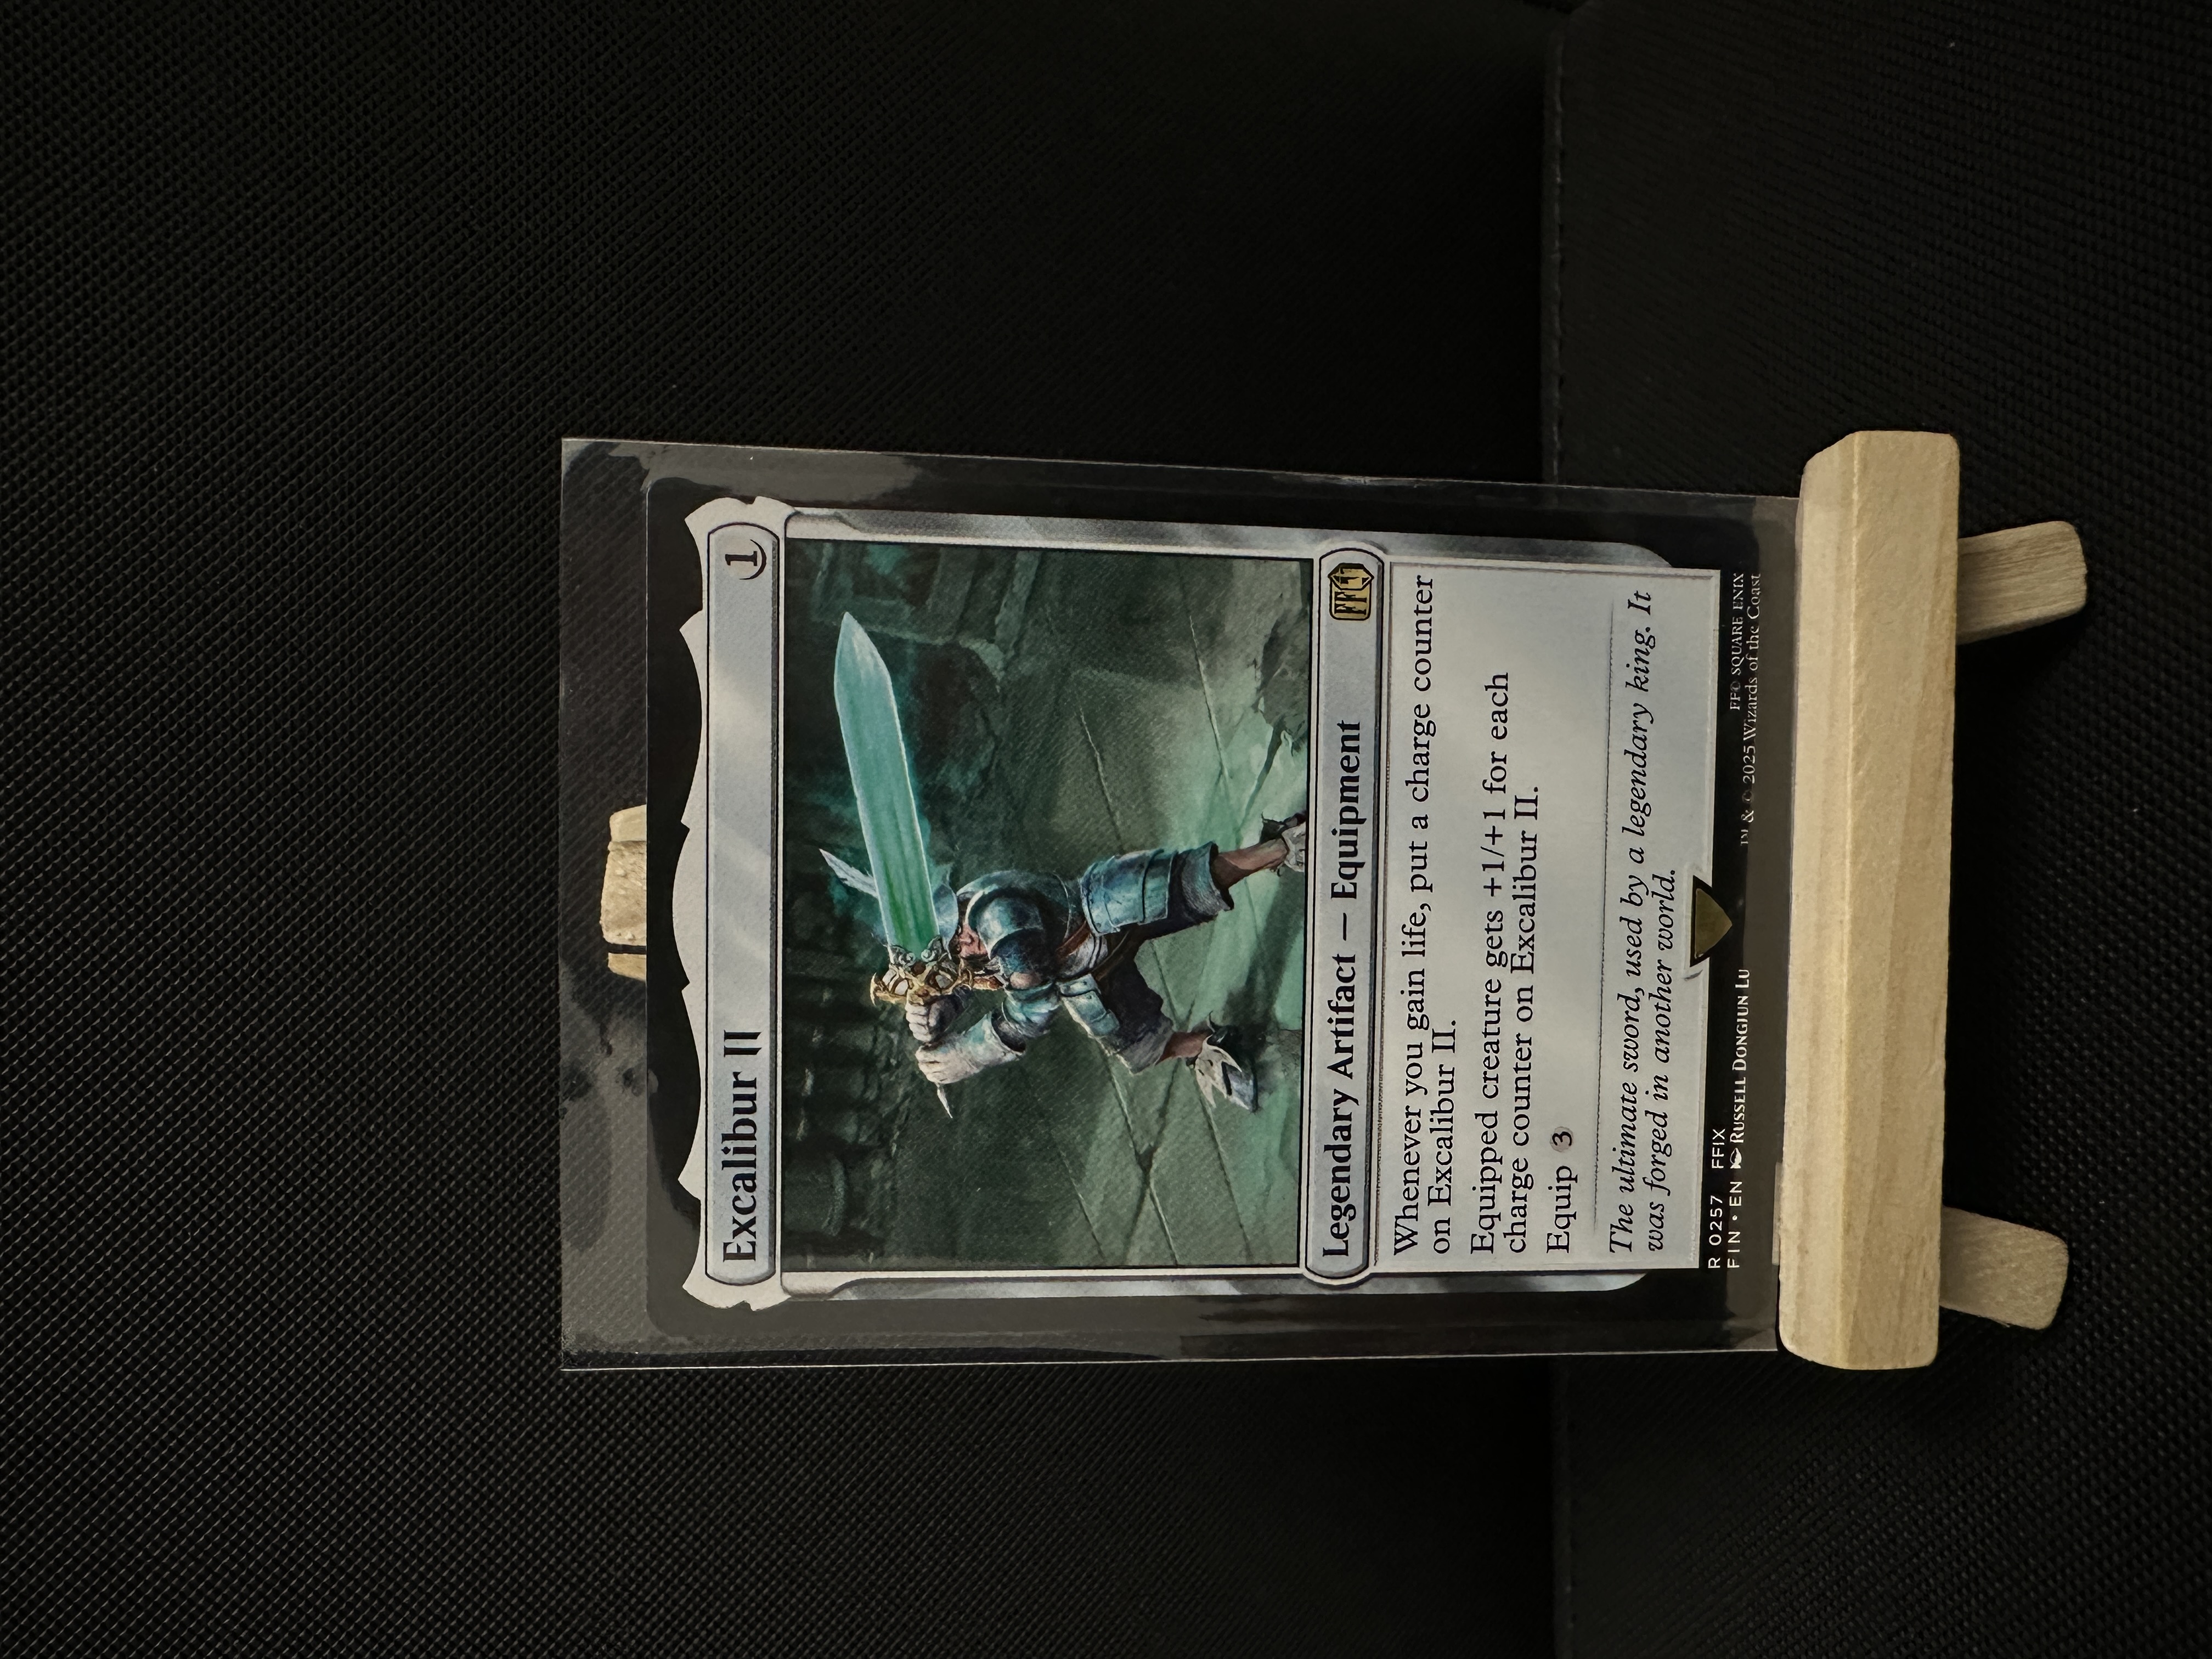 Excalibur II
1
Legendary Artifact — Equipment
FF
Whenever you gain life, put a charge counter
on Excalibur II.
Equipped creature gets +1/+1 for each
charge counter on Excalibur II.
Equip 3
The ultimate sword, used by a legendary king. It
was forged in another world.
R 0257 FFIX
FIN • EN Russell Dongjun Lu
FF© SQUARE ENIX
™ & © 2025 Wizards of the Coast